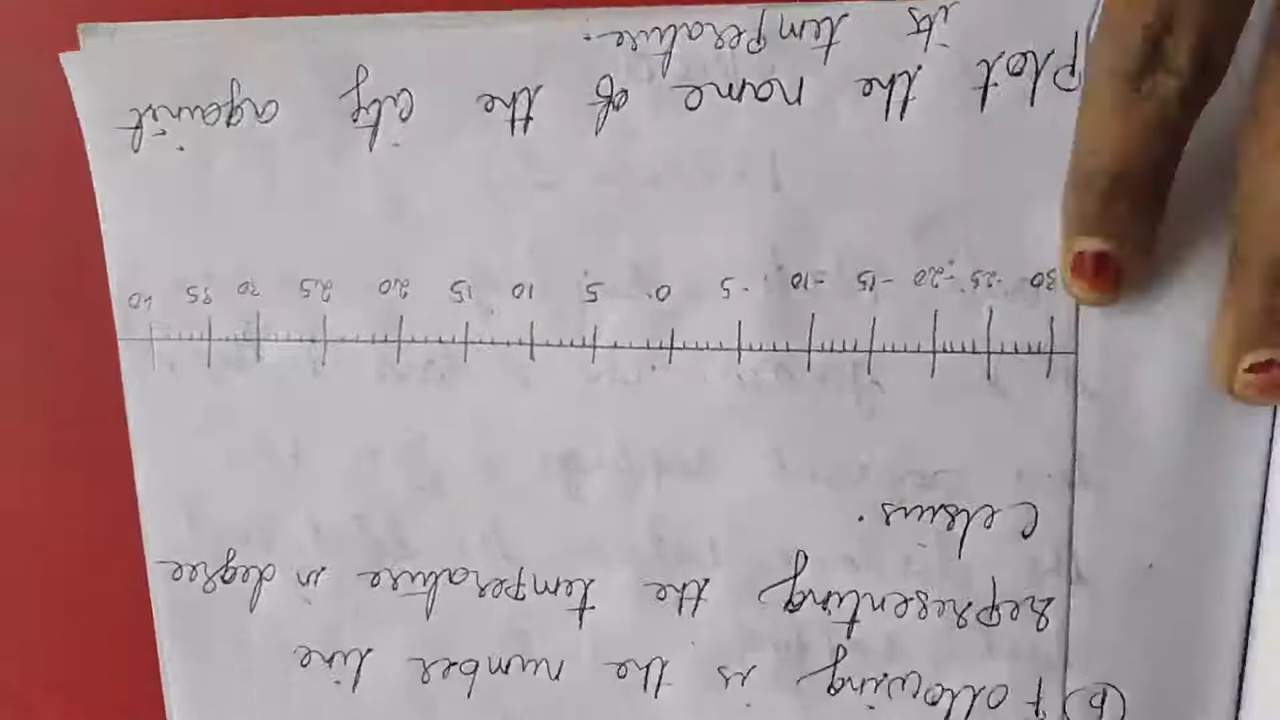 (b) Following is the number line
representing the temperature in degree
Celsius.
30 -25 -20 -15 -10 -5 0 5 10 15 20 25 30 35 40
Plot the name of the city against
its temperature.